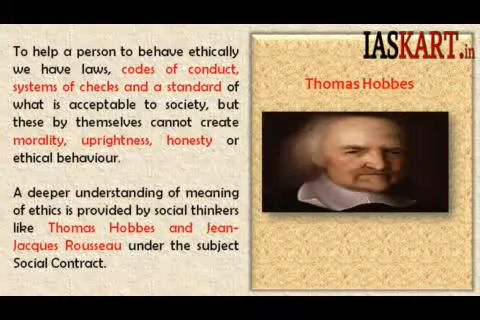 IASKART.in
To help a person to behave ethically
we have laws, codes of conduct,
systems of checks and a standard of
what is acceptable to society, but
these by themselves cannot create
morality, uprightness, honesty or
ethical behaviour.
A deeper understanding of meaning
of ethics is provided by social thinkers
like Thomas Hobbes and Jean-
Jacques Rousseau under the subject
Social Contract.
Thomas Hobbes